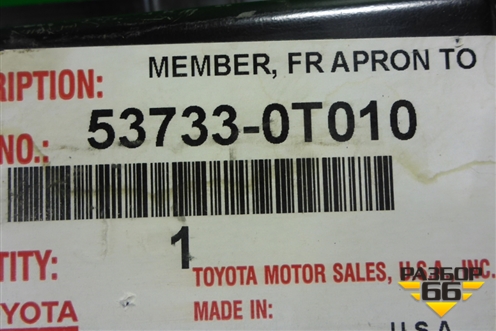 MEMBER, FR APRON TO
RIPTION:
53733-0T010
NO.:
1
TITY:
TOYOTA MOTOR SALES, U.S.A., INC.
TOYOTA
MADE IN:
U.S.A.
РАЗБОР
66